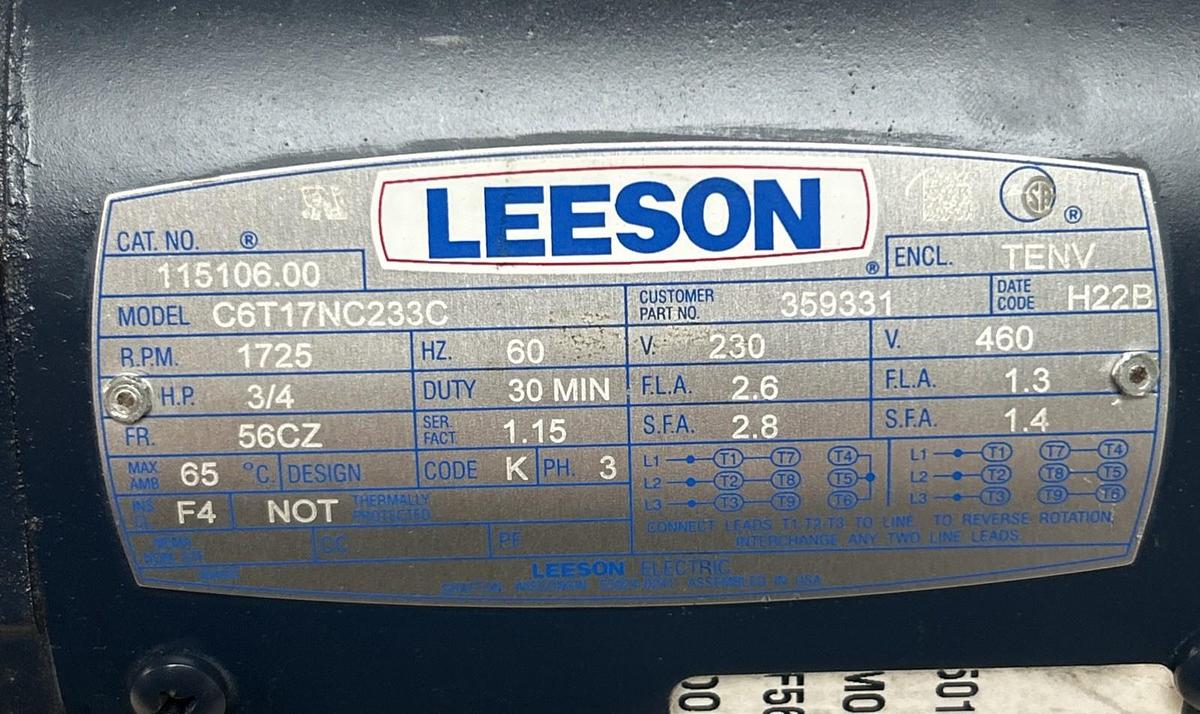 LEESON
CAT. NO. ®
115106.00
® ENCL. TENV
MODEL C6T17NC233C
CUSTOMER PART NO. 359331
DATE CODE H22B
R.P.M. 1725 HZ. 60 V. 230 V. 460
H.P. 3/4 DUTY 30 MIN F.L.A. 2.6 F.L.A. 1.3
FR. 56CZ SER. FACT. 1.15 S.F.A. 2.8 S.F.A. 1.4
MAX AMB 65 °C. DESIGN CODE K PH. 3
INS CL F4 NOT THERMALLY PROTECTED
CC PF
L1 T1 T7 T4 L1 T1 T7 T4
L2 T2 T8 T5 L2 T2 T8 T5
L3 T3 T9 T6 L3 T3 T9 T6
CONNECT LEADS T1-T2-T3 TO LINE. TO REVERSE ROTATION,
INTERCHANGE ANY TWO LINE LEADS.
LEESON ELECTRIC
ASSEMBLED IN USA
00
F56
M0
501